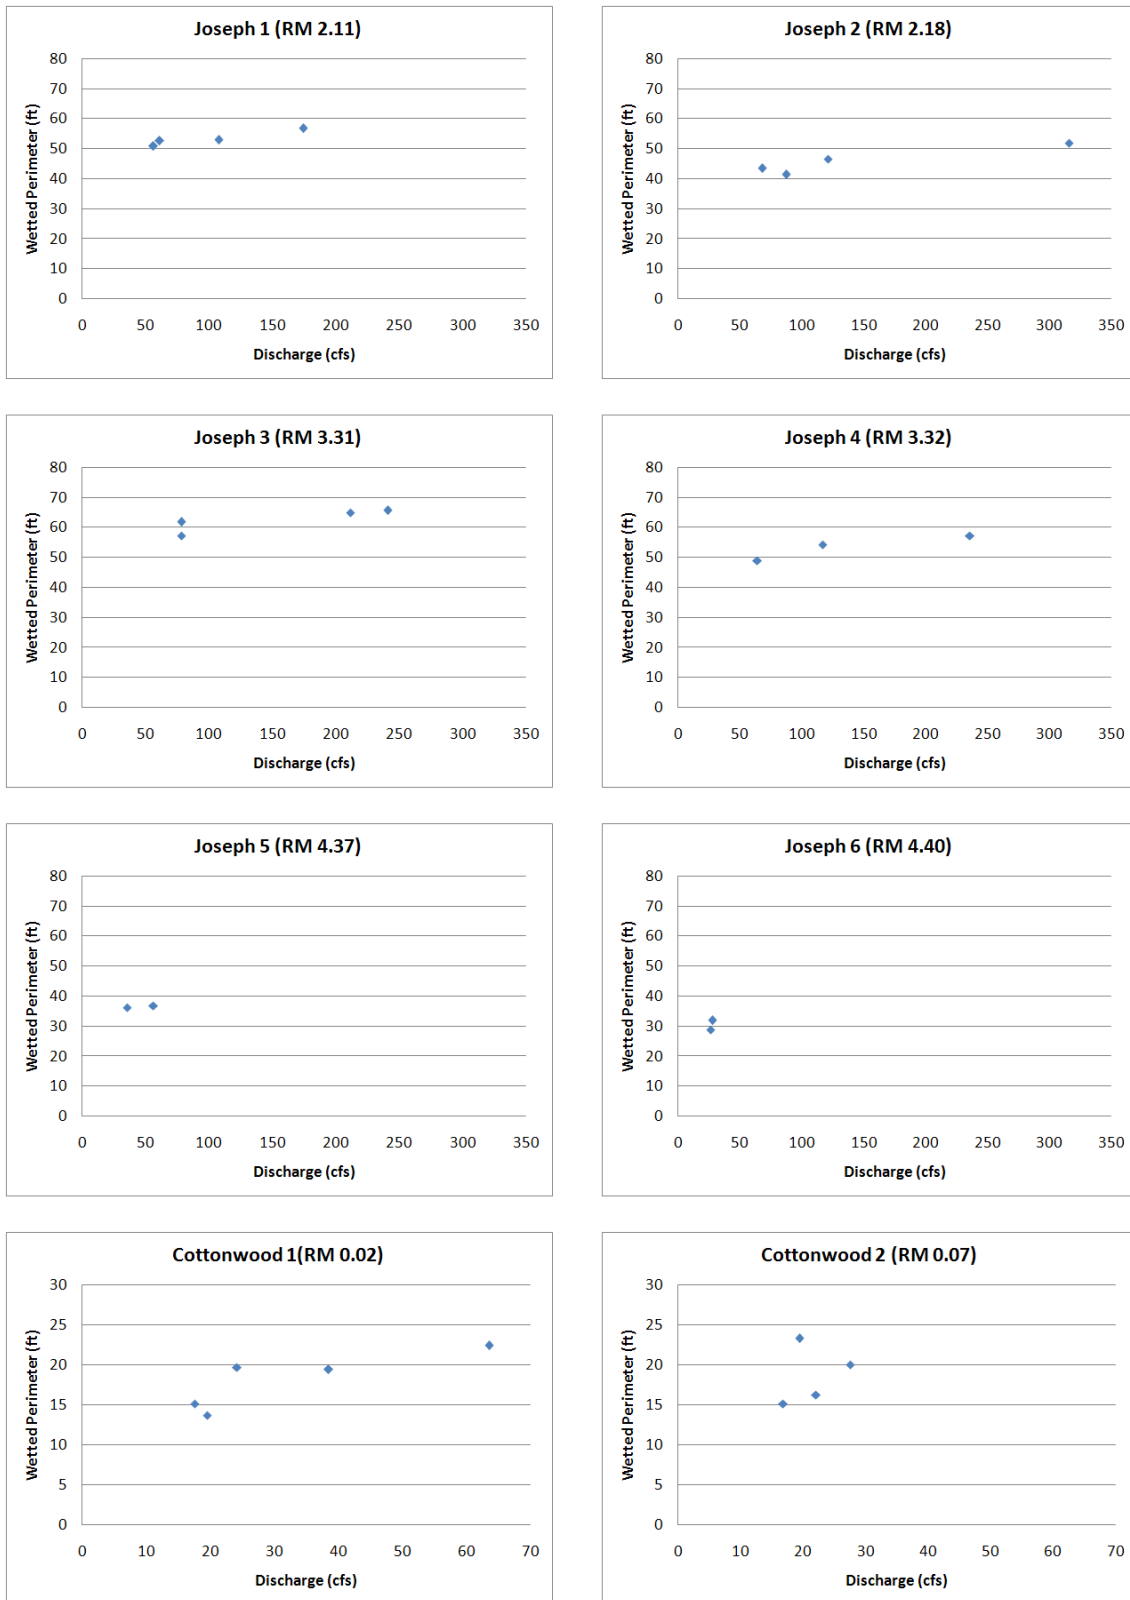 Joseph 1 (RM 2.11)
80
70
60
50
40
30
20
10
0
Wetted Perimeter (ft)
0 50 100 150 200 250 300 350
Discharge (cfs)
Joseph 2 (RM 2.18)
80
70
60
50
40
30
20
10
0
Wetted Perimeter (ft)
0 50 100 150 200 250 300 350
Discharge (cfs)
Joseph 3 (RM 3.31)
80
70
60
50
40
30
20
10
0
Wetted Perimeter (ft)
0 50 100 150 200 250 300 350
Discharge (cfs)
Joseph 4 (RM 3.32)
80
70
60
50
40
30
20
10
0
Wetted Perimeter (ft)
0 50 100 150 200 250 300 350
Discharge (cfs)
Joseph 5 (RM 4.37)
80
70
60
50
40
30
20
10
0
Wetted Perimeter (ft)
0 50 100 150 200 250 300 350
Discharge (cfs)
Joseph 6 (RM 4.40)
80
70
60
50
40
30
20
10
0
Wetted Perimeter (ft)
0 50 100 150 200 250 300 350
Discharge (cfs)
Cottonwood 1(RM 0.02)
30
25
20
15
10
5
0
Wetted Perimeter (ft)
0 10 20 30 40 50 60 70
Discharge (cfs)
Cottonwood 2 (RM 0.07)
30
25
20
15
10
5
0
Wetted Perimeter (ft)
0 10 20 30 40 50 60 70
Discharge (cfs)